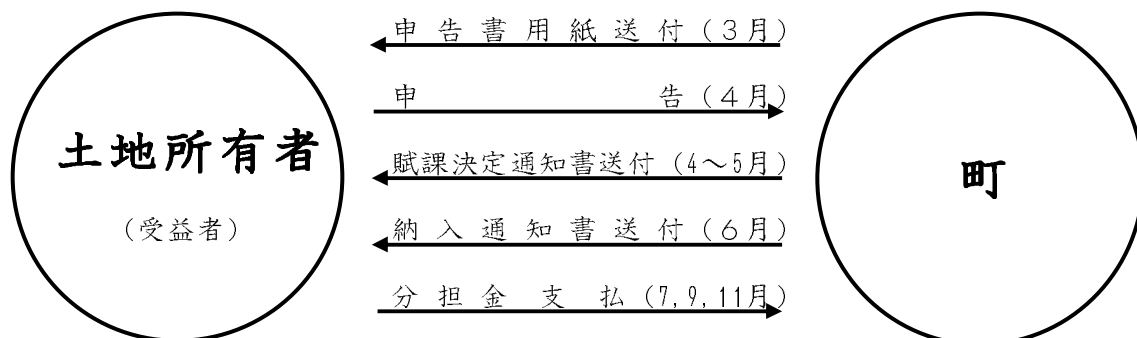 申告書用紙送付（3月）
申告（4月）
土地所有者
賦課決定通知書送付（4～5月）
町
（受益者）
納入通知書送付（6月）
分担金支払（7,9,11月）